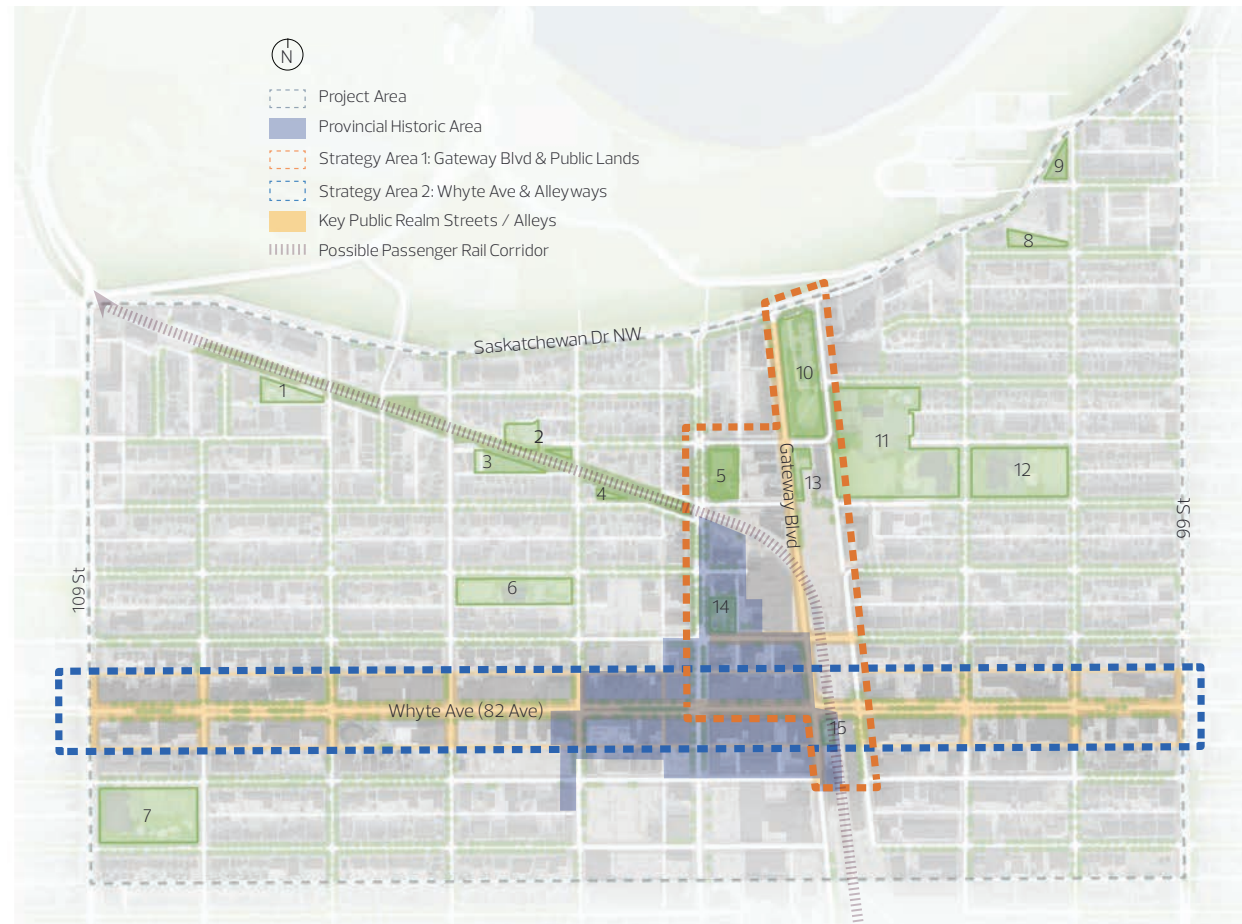 N
Project Area
Provincial Historic Area
Strategy Area 1: Gateway Blvd & Public Lands
Strategy Area 2: Whyte Ave & Alleyways
Key Public Realm Streets / Alleys
Possible Passenger Rail Corridor
9
8
Saskatchewan Dr NW
10
1
2
11
3
5
Gateway Blvd
13
12
4
99 St
109 St
6
14
Whyte Ave (82 Ave)
15
7